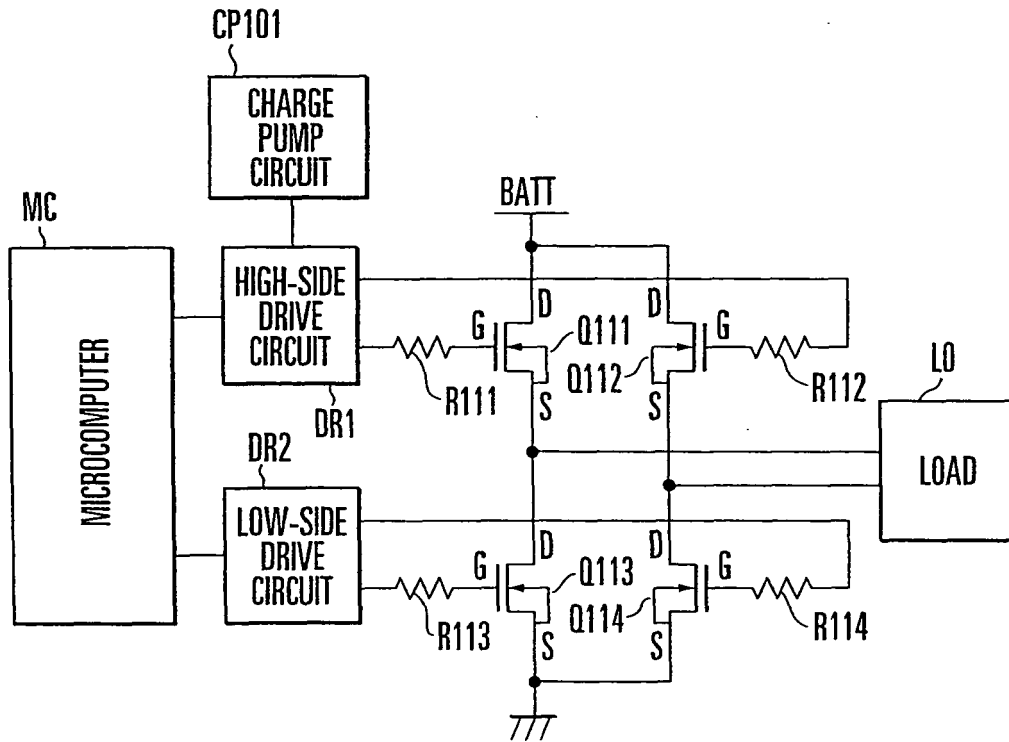 CP101
CHARGE
PUMP
CIRCUIT
MC
MICROCOMPUTER
BATT
HIGH-SIDE
DRIVE
CIRCUIT
DR1
G
D
S
Q111
R111
D
G
S
Q112
R112
LO
LOAD
DR2
LOW-SIDE
DRIVE
CIRCUIT
G
D
S
Q113
R113
D
G
S
Q114
R114